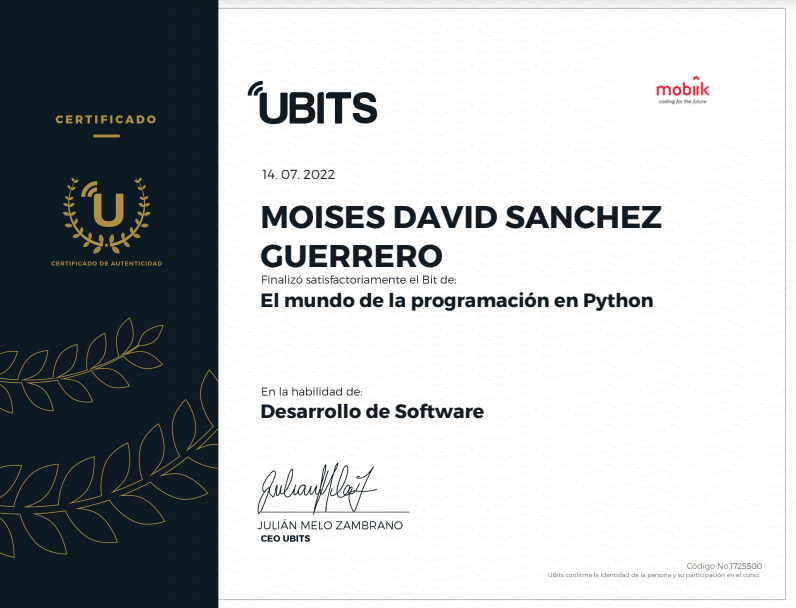 CERTIFICADO
U
CERTIFICADO DE AUTENTICIDAD
UBITS
mobiik
coding for the future
14. 07. 2022
MOISES DAVID SANCHEZ
GUERRERO
Finalizó satisfactoriamente el Bit de:
El mundo de la programación en Python
En la habilidad de:
Desarrollo de Software
JULIÁN MELO ZAMBRANO
CEO UBITS
Código No.1725500
UBits confirma la identidad de la persona y su participación en el curso.